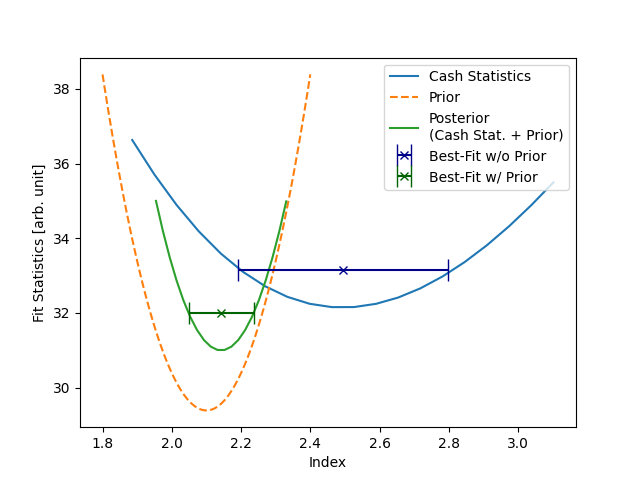 Cash Statistics
Prior
Posterior
(Cash Stat. + Prior)
Best-Fit w/o Prior
Best-Fit w/ Prior
Fit Statistics [arb. unit]
38
36
34
32
30
1.8 2.0 2.2 2.4 2.6 2.8 3.0
Index